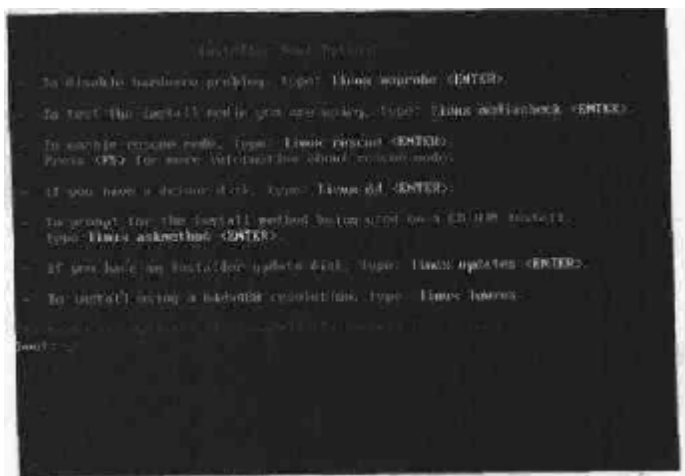 Installer Boot Options
- To disable hardware probing, type: linux noprobe <ENTER>.
- To test the install media you are using, type: linux mediacheck <ENTER>.
- To enable rescue mode, type: linux rescue <ENTER>.
Press <F5> for more information about rescue mode.
- If you have a driver disk, type: linux dd <ENTER>.
- To prompt for the install method being used on a CD-ROM install,
type linux askmethod <ENTER>.
- If you have an installer update disk, type: linux updates <ENTER>.
- To install using a 640x480 resolution, type: linux lowres
boot: _